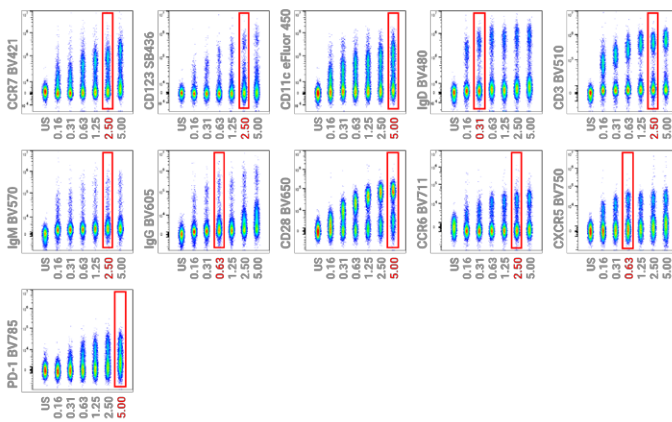 CCR7 BV421
US 0.16 0.31 0.63 1.25 2.50 5.00
CD123 SB436
US 0.16 0.31 0.63 1.25 2.50 5.00
CD11c eFluor 450
US 0.16 0.31 0.63 1.25 2.50 5.00
IgD BV480
US 0.16 0.31 0.63 1.25 2.50 5.00
CD3 BV510
US 0.16 0.31 0.63 1.25 2.50 5.00
IgM BV570
US 0.16 0.31 0.63 1.25 2.50 5.00
IgG BV605
US 0.16 0.31 0.63 1.25 2.50 5.00
CD28 BV650
US 0.16 0.31 0.63 1.25 2.50 5.00
CCR6 BV711
US 0.16 0.31 0.63 1.25 2.50 5.00
CXCR5 BV750
US 0.16 0.31 0.63 1.25 2.50 5.00
PD-1 BV785
US 0.16 0.31 0.63 1.25 2.50 5.00